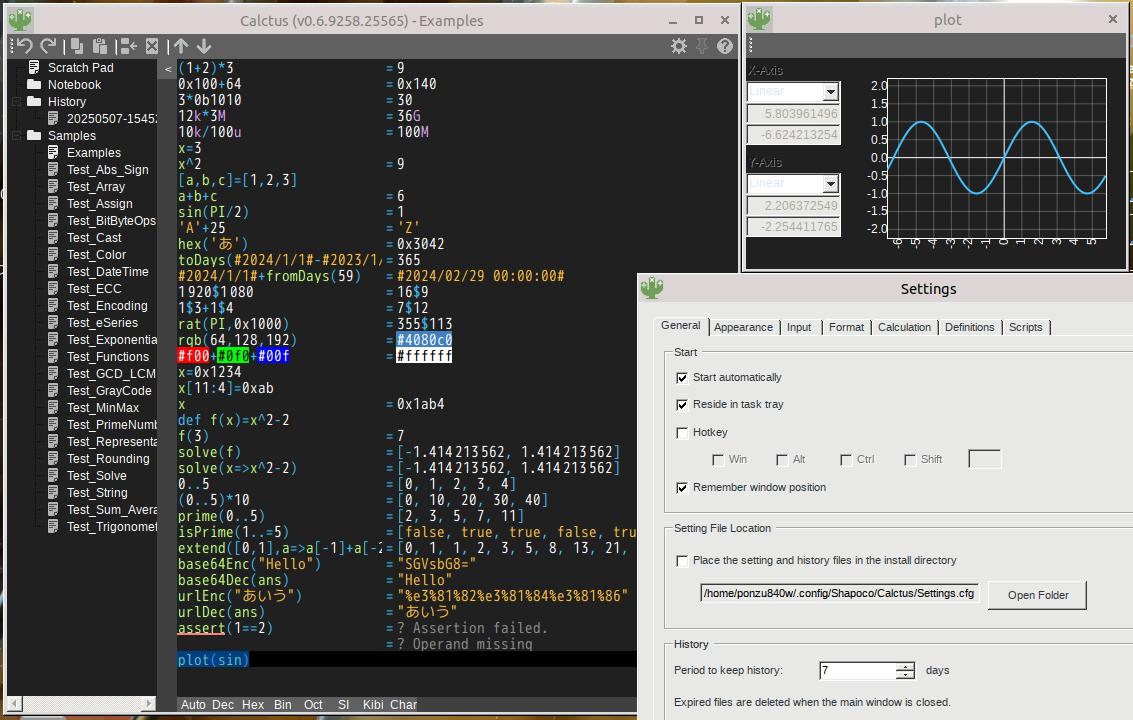 Calctus (v0.6.9258.25565) - Examples
Scratch Pad
Notebook
History
20250507-15452
Samples
Examples
Test_Abs_Sign
Test_Array
Test_Assign
Test_BitByteOps
Test_Cast
Test_Color
Test_DateTime
Test_ECC
Test_Encoding
Test_eSeries
Test_Exponentia
Test_Functions
Test_GCD_LCM
Test_GrayCode
Test_MinMax
Test_PrimeNumb
Test_Representa
Test_Rounding
Test_Solve
Test_String
Test_Sum_Avera
Test_Trigonomet
<
(1+2)*3 = 9
0x100+64 = 0x140
3*0b1010 = 30
12k*3M = 36G
10k/100u = 100M
x=3
x^2 = 9
[a,b,c]=[1,2,3]
a+b+c = 6
sin(PI/2) = 1
'A'+25 = 'Z'
hex('あ') = 0x3042
toDays(#2024/1/1#-#2023/1/ = 365
#2024/1/1#+fromDays(59) = #2024/02/29 00:00:00#
1920$1080 = 16$9
1$3+1$4 = 7$12
rat(PI,0x1000) = 355$113
rgb(64,128,192) = #4080c0
#f00+#0f0+#00f = #ffffff
x=0x1234
x[11:4]=0xab
x = 0x1ab4
def f(x)=x^2-2
f(3) = 7
solve(f) = [-1.414213562, 1.414213562]
solve(x=>x^2-2) = [-1.414213562, 1.414213562]
0..5 = [0, 1, 2, 3, 4]
(0..5)*10 = [0, 10, 20, 30, 40]
prime(0..5) = [2, 3, 5, 7, 11]
isPrime(1..=5) = [false, true, true, false, tru
extend([0,1],a=>a[-1]+a[-2 = [0, 1, 1, 2, 3, 5, 8, 13, 21,
base64Enc("Hello") = "SGVsbG8="
base64Dec(ans) = "Hello"
urlEnc("あいう") = "%e3%81%82%e3%81%84%e3%81%86"
urlDec(ans) = "あいう"
assert(1==2) = ? Assertion failed.
= ? Operand missing
plot(sin)
Auto Dec Hex Bin Oct SI Kibi Char
plot
X-Axis
Linear
5.803961496
-6.624213254
Y-Axis
Linear
2.206372549
-2.254411765
2.0
1.5
1.0
0.5
0.0
-0.5
-1.0
-1.5
-2.0
-6 -5 -4 -3 -2 -1 0 1 2 3 4 5
Settings
General Appearance Input Format Calculation Definitions Scripts
Start
Start automatically
Reside in task tray
Hotkey
Win Alt Ctrl Shift
Remember window position
Setting File Location
Place the setting and history files in the install directory
/home/ponzu840w/.config/Shapoco/Calctus/Settings.cfg Open Folder
History
Period to keep history: 7 days
Expired files are deleted when the main window is closed.